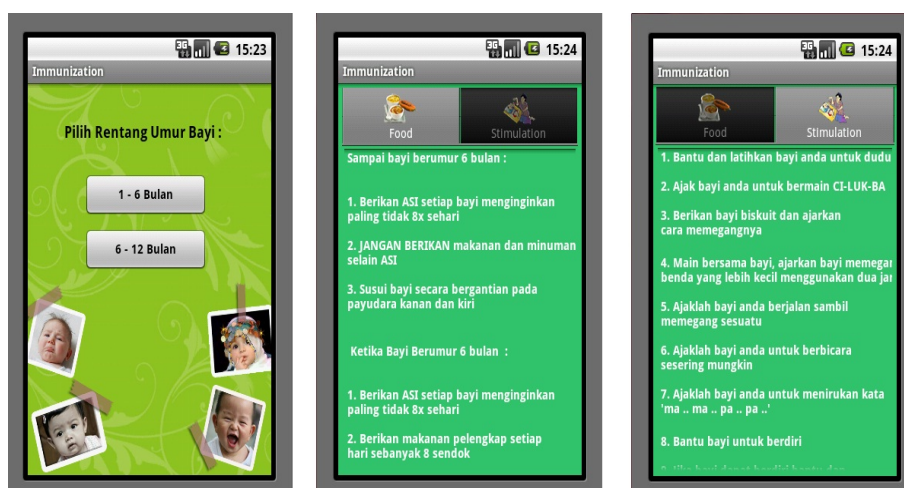 3G 15:23
Immunization
Pilih Rentang Umur Bayi :
1 - 6 Bulan
6 - 12 Bulan
3G 15:24
Immunization
Food
Stimulation
Sampai bayi berumur 6 bulan :
1. Berikan ASI setiap bayi menginginkan
paling tidak 8x sehari
2. JANGAN BERIKAN makanan dan minuman
selain ASI
3. Susui bayi secara bergantian pada
payudara kanan dan kiri
Ketika Bayi Berumur 6 bulan :
1. Berikan ASI setiap bayi menginginkan
paling tidak 8x sehari
2. Berikan makanan pelengkap setiap
hari sebanyak 8 sendok
3G 15:24
Immunization
Food
Stimulation
1. Bantu dan latihkan bayi anda untuk dudu
2. Ajak bayi anda untuk bermain CI-LUK-BA
3. Berikan bayi biskuit dan ajarkan
cara memegangnya
4. Main bersama bayi, ajarkan bayi memegan
benda yang lebih kecil menggunakan dua jar
5. Ajaklah bayi anda berjalan sambil
memegang sesuatu
6. Ajaklah bayi anda untuk berbicara
sesering mungkin
7. Ajaklah bayi anda untuk menirukan kata
'ma .. ma .. pa .. pa ..'
8. Bantu bayi untuk berdiri